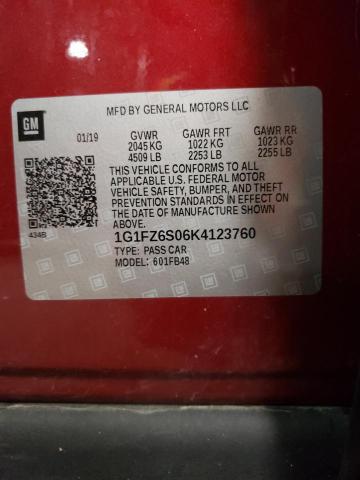 MFD BY GENERAL MOTORS LLC
GM
01/19 GVWR GAWR FRT GAWR RR
2045 KG 1022 KG 1023 KG
4509 LB 2253 LB 2255 LB
THIS VEHICLE CONFORMS TO ALL
APPLICABLE U.S. FEDERAL MOTOR
VEHICLE SAFETY, BUMPER, AND THEFT
PREVENTION STANDARDS IN EFFECT ON
THE DATE OF MANUFACTURE SHOWN
ABOVE.
434B
1G1FZ6S06K4123760
TYPE: PASS CAR
MODEL: 601FB48